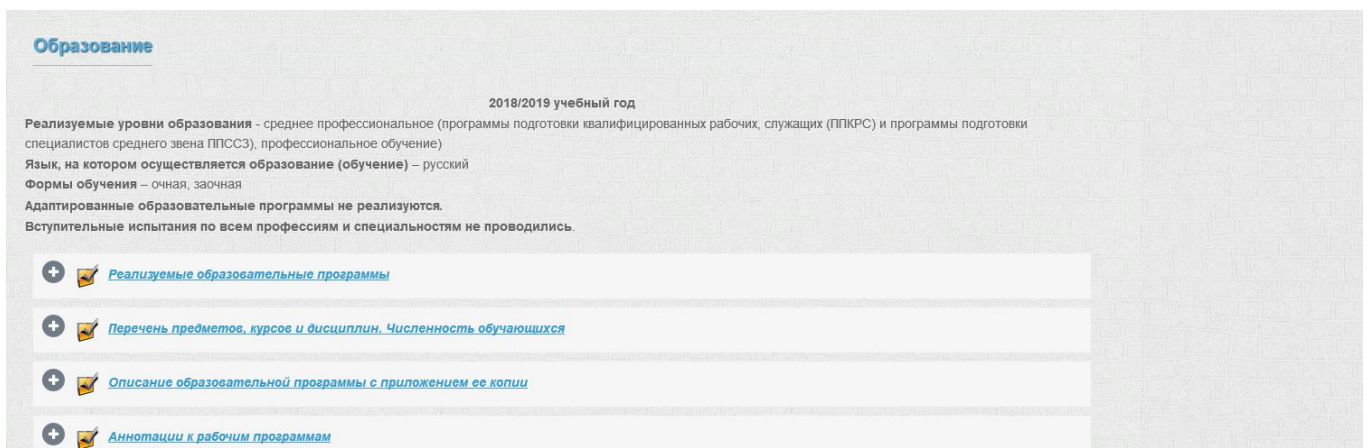 Образование
2018/2019 учебный год
Реализуемые уровни образования - среднее профессиональное (программы подготовки квалифицированных рабочих, служащих (ППКРС) и программы подготовки
специалистов среднего звена ППССЗ), профессиональное обучение)
Язык, на котором осуществляется образование (обучение) – русский
Формы обучения – очная, заочная
Адаптированные образовательные программы не реализуются.
Вступительные испытания по всем профессиям и специальностям не проводились.
Реализуемые образовательные программы
Перечень предметов, курсов и дисциплин. Численность обучающихся
Описание образовательной программы с приложением ее копии
Аннотации к рабочим программам